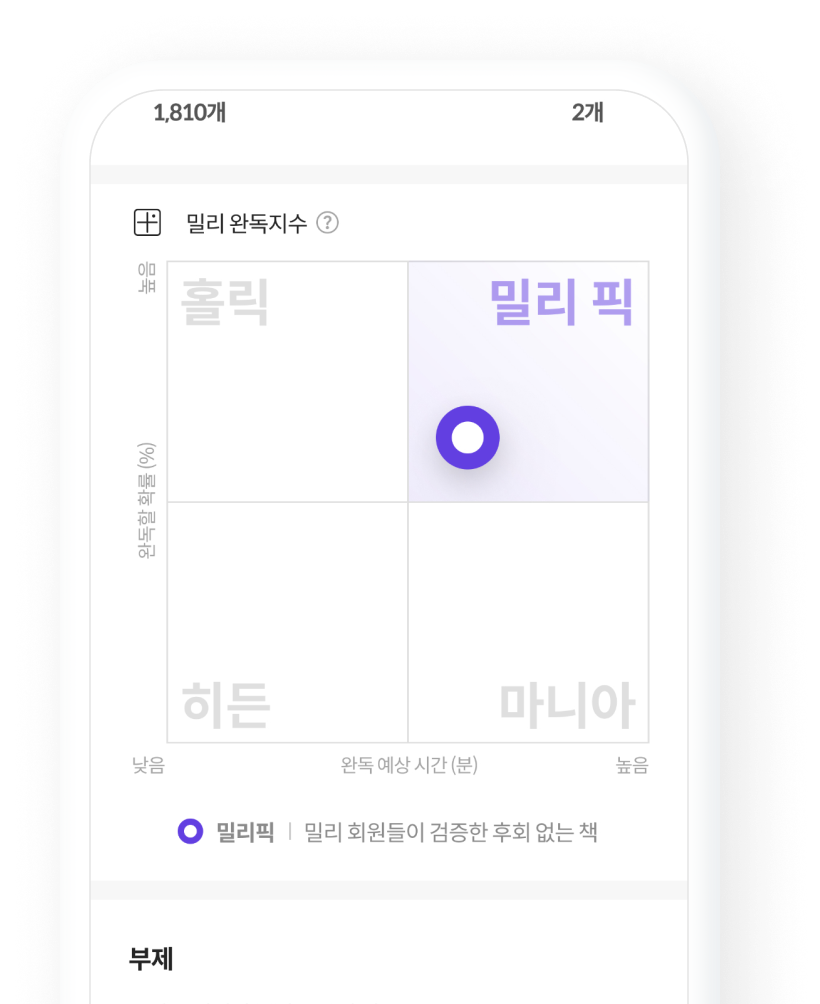 1,810개 2개
밀리 완독지수 ?
높음
홀릭 밀리 픽
완독할 확률 (%)
히든 마니아
낮음 완독 예상 시간 (분) 높음
밀리픽 | 밀리 회원들이 검증한 후회 없는 책
부제